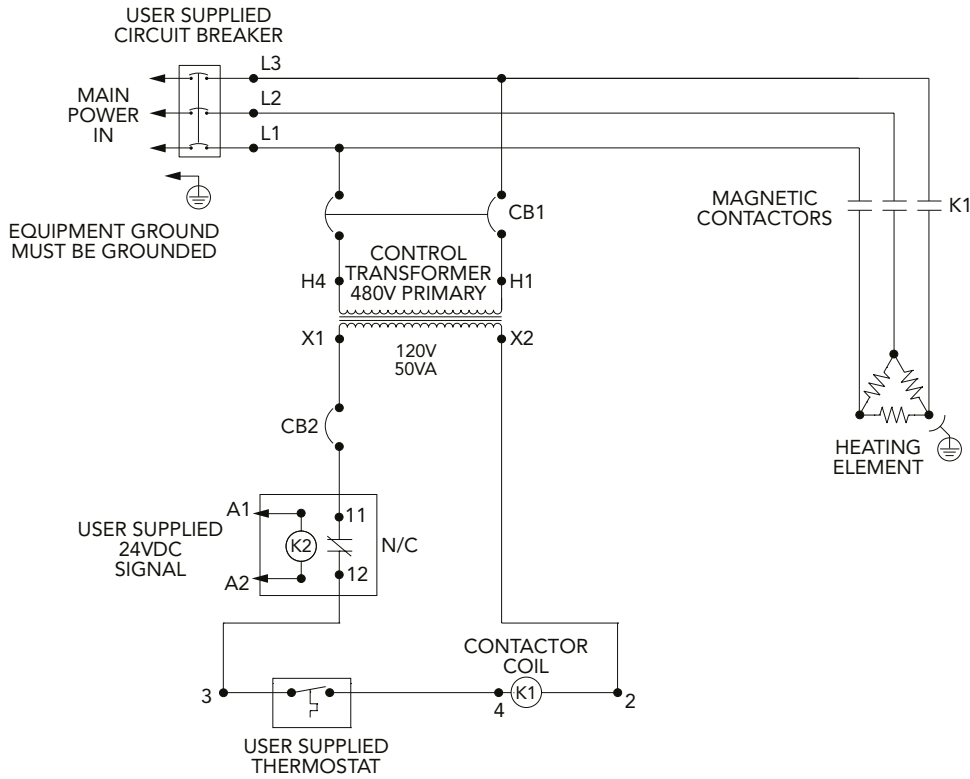 USER SUPPLIED
CIRCUIT BREAKER
L3
MAIN
POWER
IN
L2
L1
EQUIPMENT GROUND
MUST BE GROUNDED
CB1
MAGNETIC
CONTACTORS
K1
CONTROL
TRANSFORMER
480V PRIMARY
H4
H1
X1
X2
120V
50VA
CB2
HEATING
ELEMENT
USER SUPPLIED
24VDC
SIGNAL
A1
A2
K2
11
12
N/C
CONTACTOR
COIL
3
4
K1
2
USER SUPPLIED
THERMOSTAT